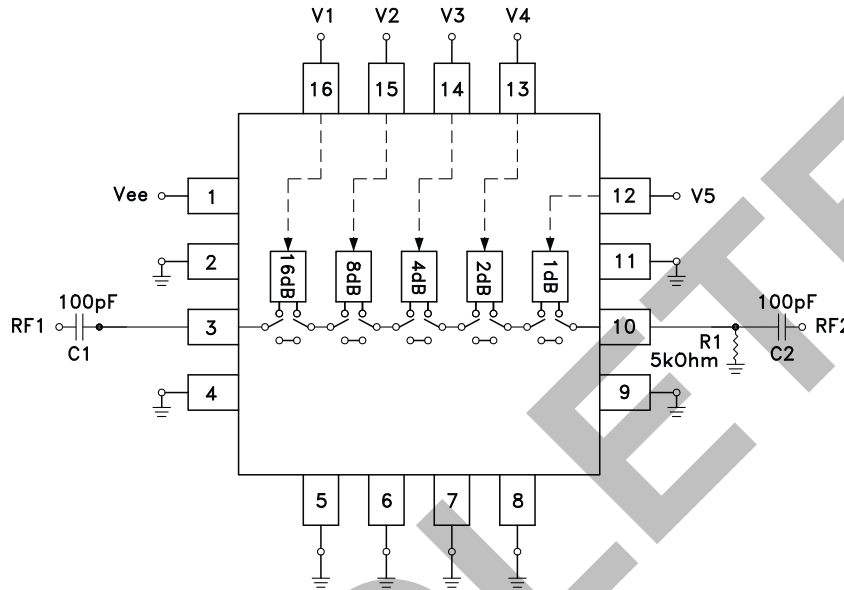 V1 V2 V3 V4
16 15 14 13
Vee 1 12 V5
16dB 8dB 4dB 2dB 1dB
2 11
100pF 100pF
RF1 3 10 RF2
C1 R1 C2
5kOhm
4 9
5 6 7 8